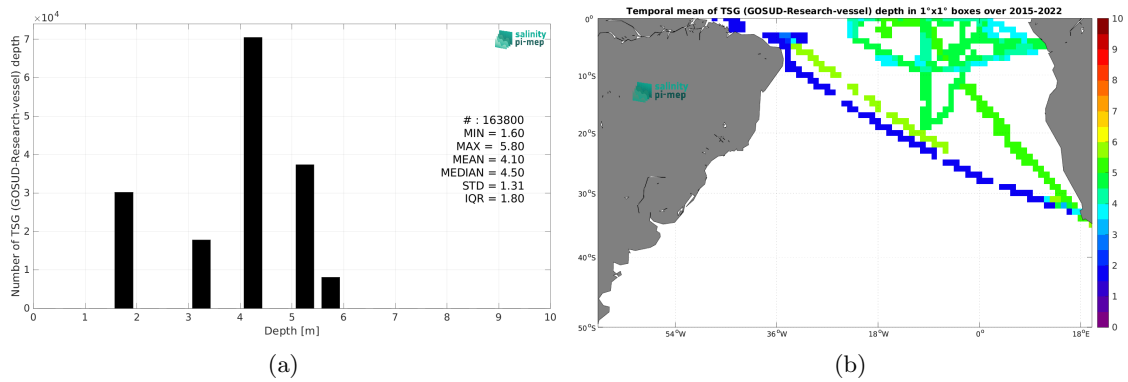 ×10⁴
7
6
5
4
3
2
1
0
Number of TSG (GOSUD-Research-vessel) depth
salinity
pi-mep
# : 163800
MIN = 1.60
MAX = 5.80
MEAN = 4.10
MEDIAN = 4.50
STD = 1.31
IQR = 1.80
0 1 2 3 4 5 6 7 8 9 10
Depth [m]
(a)
Temporal mean of TSG (GOSUD-Research-vessel) depth in 1°x1° boxes over 2015-2022
0°
10°S
20°S
30°S
40°S
50°S
salinity
pi-mep
54°W 36°W 18°W 0° 18°E
10
9
8
7
6
5
4
3
2
1
0
(b)